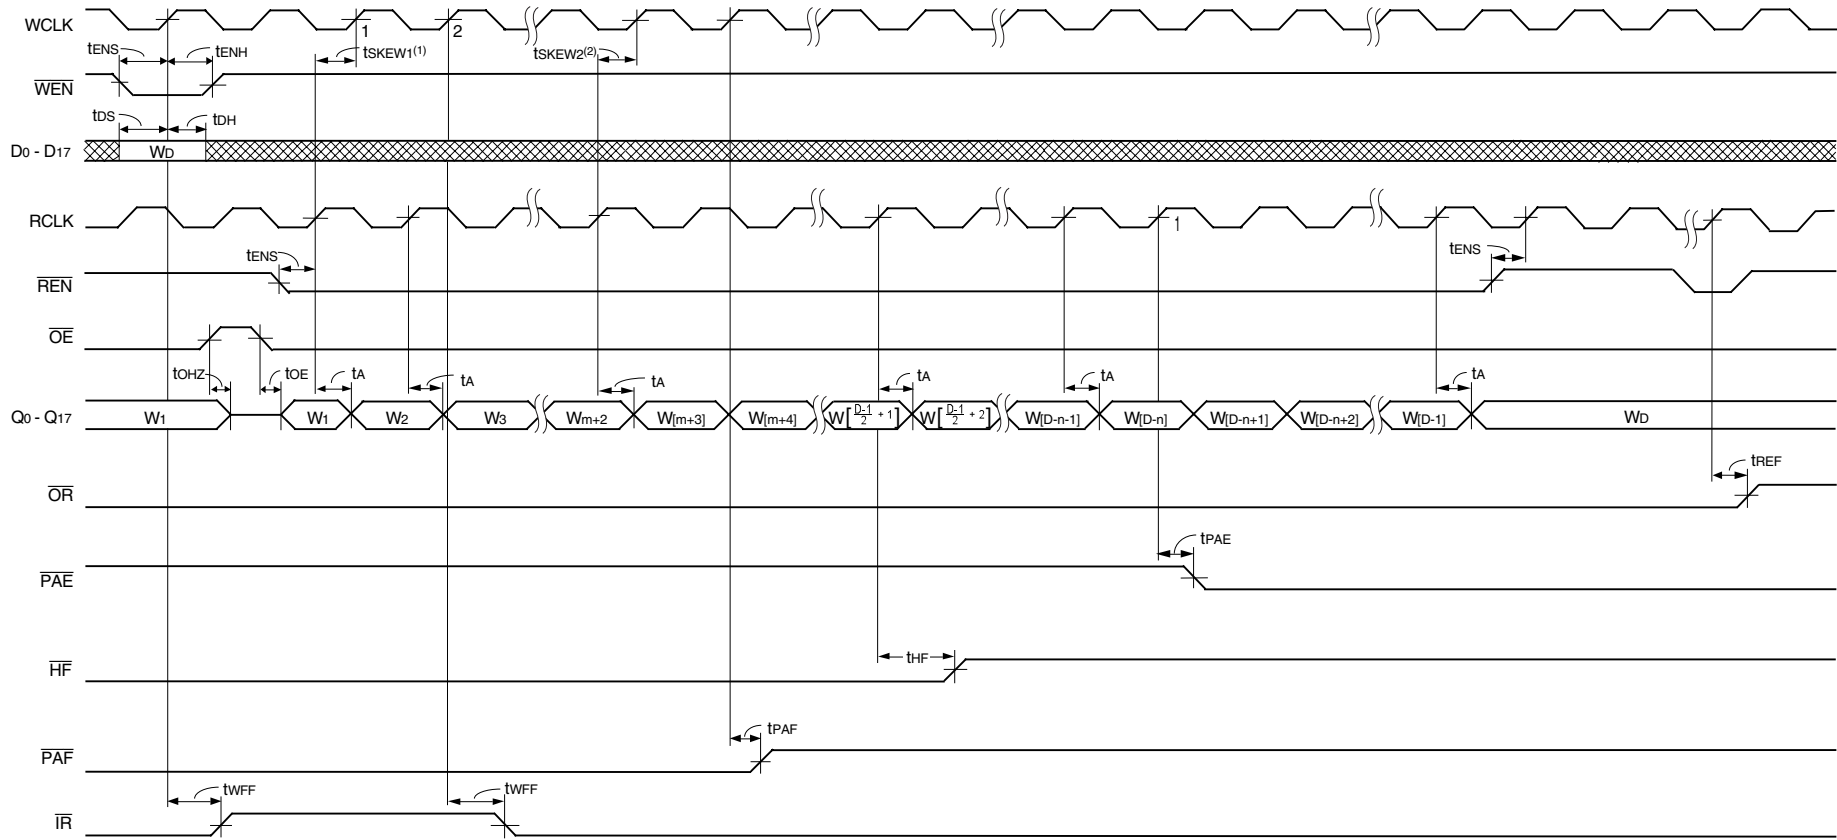 WCLK
1
2
tENS
tENH
tSKEW1(1)
tSKEW2(2)
WEN
tDS
tDH
D0 - D17
WD
RCLK
1
tENS
tENS
REN
OE
tOHZ
tOE
tA
tA
tA
tA
tA
tA
Q0 - Q17
W1
W1
W2
W3
Wm+2
W[m+3]
W[m+4]
W[D-1/2 + 1]
W[D-1/2 + 2]
W[D-n-1]
W[D-n]
W[D-n+1]
W[D-n+2]
W[D-1]
WD
tREF
OR
tPAE
PAE
tHF
HF
tPAF
PAF
tWFF
tWFF
IR